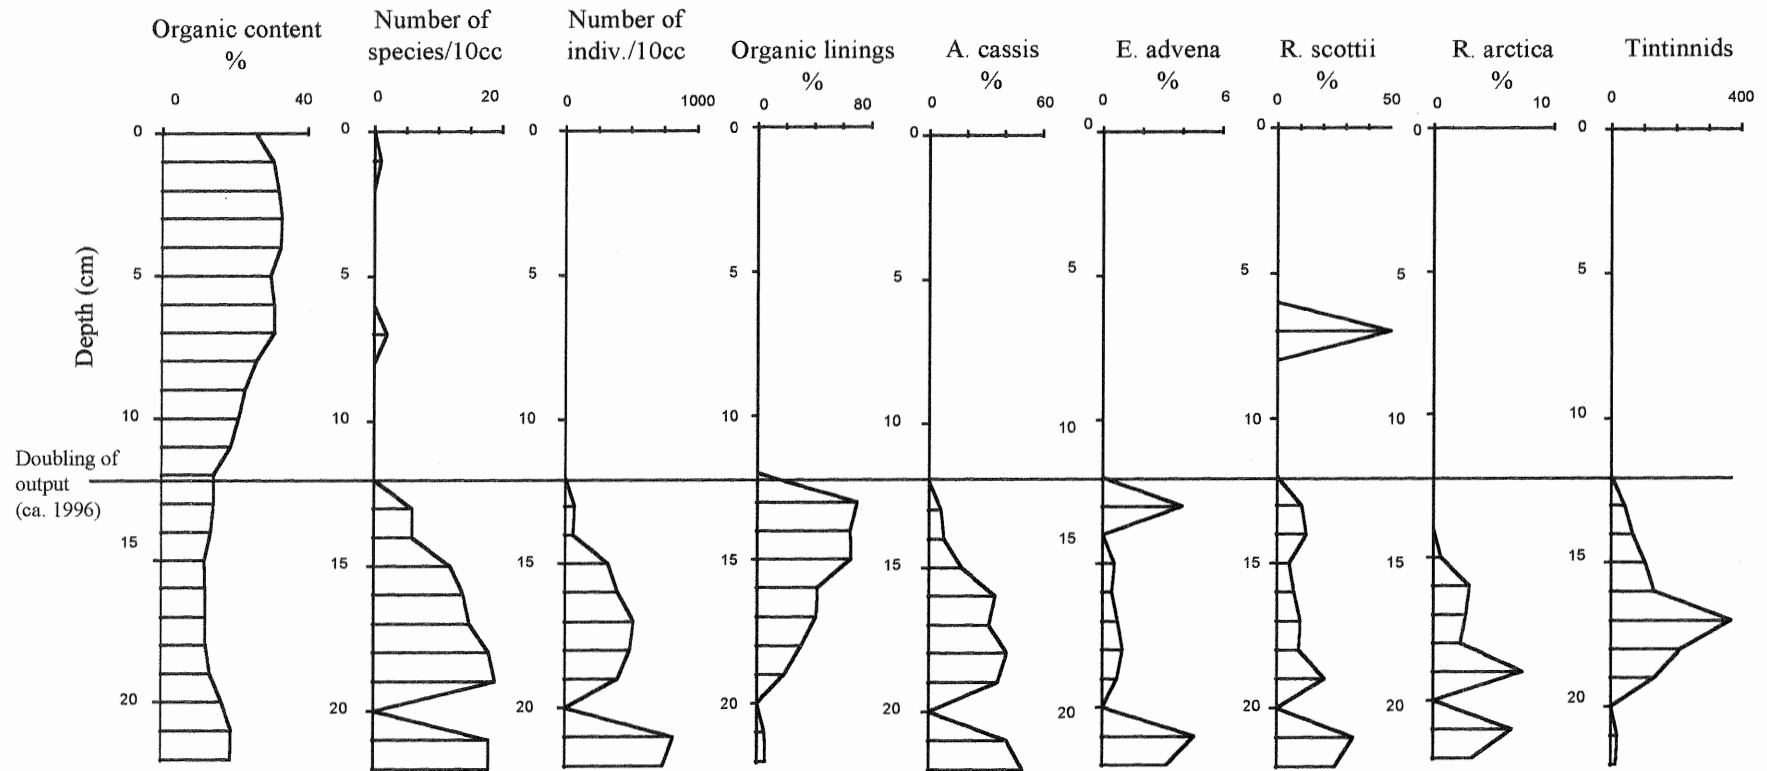 Organic content
%
Number of
species/10cc
Number of
indiv./10cc
Organic linings
%
A. cassis
%
E. advena
%
R. scottii
%
R. arctica
%
Tintinnids
0 40
0 20
0 1000
0 80
0 60
0 6
0 50
0 10
0 400
0 0 0 0 0 0 0 0 0
Depth (cm)
5 5 5 5 5 5 5 5 5
10 10 10 10 10 10 10 10 10
Doubling of
output
(ca. 1996)
15 15 15 15 15 15 15 15 15
20 20 20 20 20 20 20 20 20